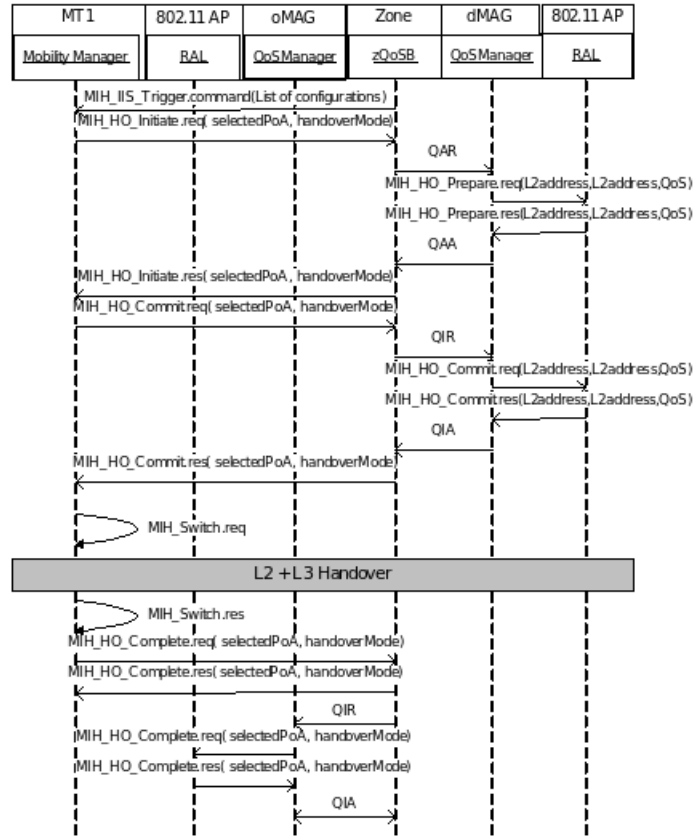 MT1 802.11 AP oMAG Zone dMAG 802.11 AP
Mobility Manager RAL QoSManager zQoSB QoSManager RAL
MIH_IIS_Trigger.command(List of configurations)
MIH_HO_Initiate.req( selectedPoA, handoverMode)
QAR
MIH_HO_Prepare.req(L2address,L2address,QoS)
MIH_HO_Prepare.res(L2address,L2address,QoS)
QAA
MIH_HO_Initiate.res( selectedPoA, handoverMode)
MIH_HO_Commit.req( selectedPoA, handoverMode)
QIR
MIH_HO_Commit.req(L2address,L2address,QoS)
MIH_HO_Commit.res(L2address,L2address,QoS)
QIA
MIH_HO_Commit.res( selectedPoA, handoverMode)
MIH_Switch.req
L2 +L3 Handover
MIH_Switch.res
MIH_HO_Complete.req( selectedPoA, handoverMode)
MIH_HO_Complete.res( selectedPoA, handoverMode)
QIR
MIH_HO_Complete.req( selectedPoA, handoverMode)
MIH_HO_Complete.res( selectedPoA, handoverMode)
QIA